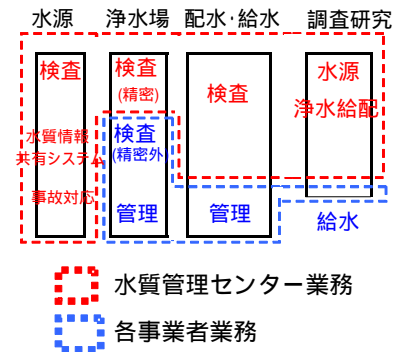 水源 浄水場 配水・給水 調査研究
検査
水質情報
共有システム
事故対応
検査
(精密)
検査
(精密外)
管理
検査
管理
水源
浄水給配
給水
水質管理センター業務
各事業者業務